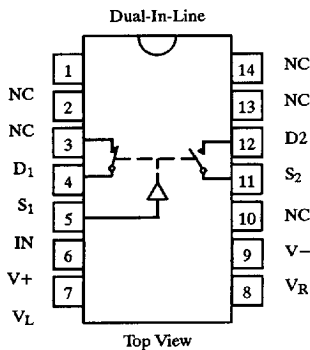 Dual-In-Line
1
14 NC
NC
2
13 NC
NC
3
12 D2
D1
4
11 S2
S1
5
10 NC
IN
6
9 V−
V+
7
8 VR
VL
Top View